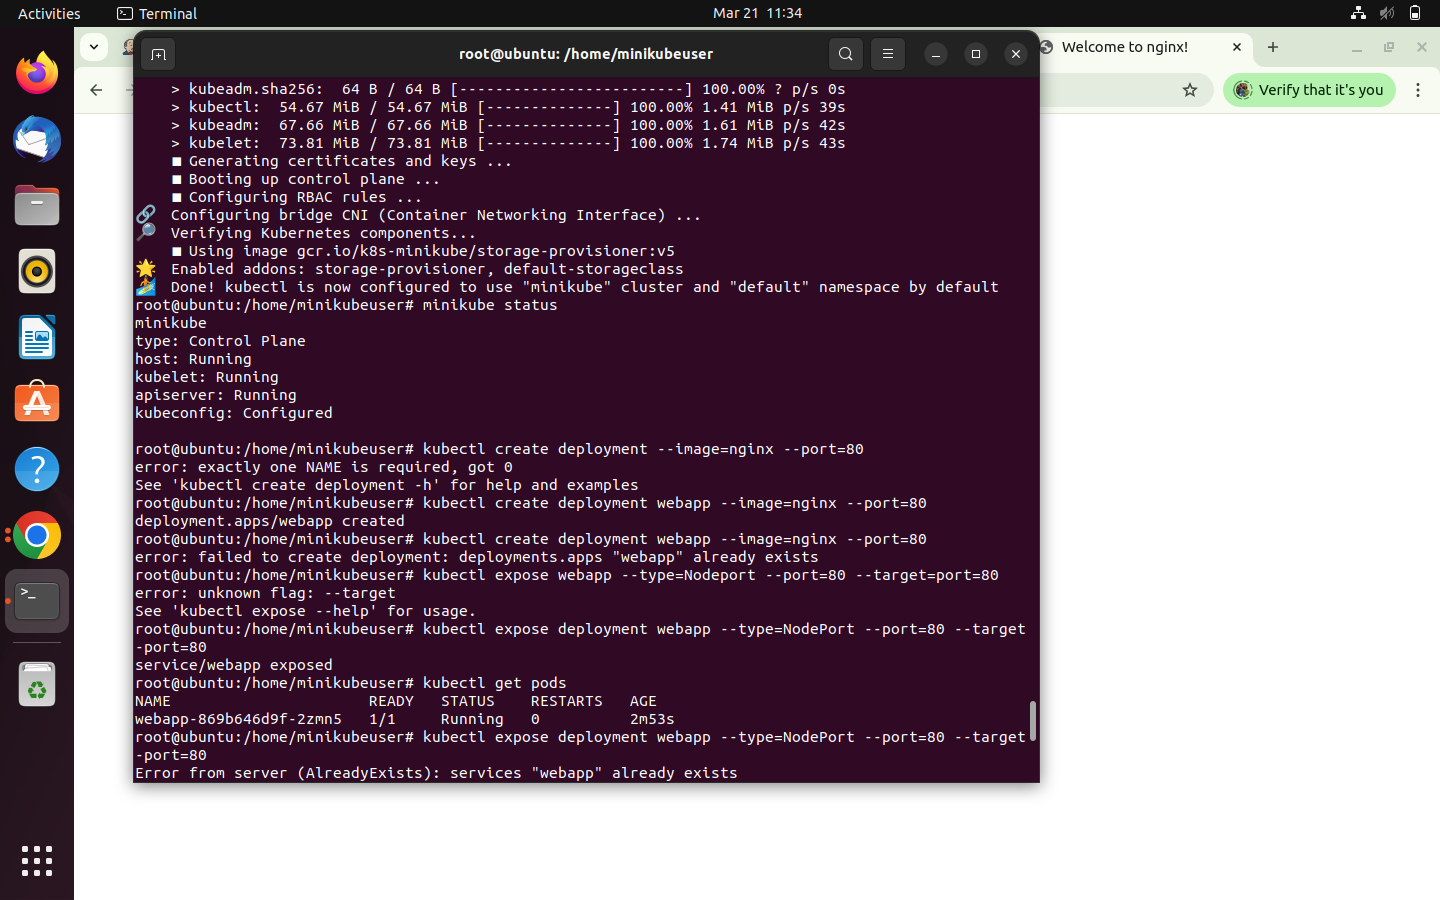 Activities
Terminal
Mar 21 11:34
Welcome to nginx!
Verify that it's you
root@ubuntu: /home/minikubeuser
> kubeadm.sha256:  64 B / 64 B [-------------------------] 100.00% ? p/s 0s
> kubectl:  54.67 MiB / 54.67 MiB [--------------] 100.00% 1.41 MiB p/s 39s
> kubeadm:  67.66 MiB / 67.66 MiB [--------------] 100.00% 1.61 MiB p/s 42s
> kubelet:  73.81 MiB / 73.81 MiB [--------------] 100.00% 1.74 MiB p/s 43s
■ Generating certificates and keys ...
■ Booting up control plane ...
■ Configuring RBAC rules ...
Configuring bridge CNI (Container Networking Interface) ...
Verifying Kubernetes components...
■ Using image gcr.io/k8s-minikube/storage-provisioner:v5
Enabled addons: storage-provisioner, default-storageclass
Done! kubectl is now configured to use "minikube" cluster and "default" namespace by default
root@ubuntu:/home/minikubeuser# minikube status
minikube
type: Control Plane
host: Running
kubelet: Running
apiserver: Running
kubeconfig: Configured
root@ubuntu:/home/minikubeuser# kubectl create deployment --image=nginx --port=80
error: exactly one NAME is required, got 0
See 'kubectl create deployment -h' for help and examples
root@ubuntu:/home/minikubeuser# kubectl create deployment webapp --image=nginx --port=80
deployment.apps/webapp created
root@ubuntu:/home/minikubeuser# kubectl create deployment webapp --image=nginx --port=80
error: failed to create deployment: deployments.apps "webapp" already exists
root@ubuntu:/home/minikubeuser# kubectl expose webapp --type=Nodeport --port=80 --target=port=80
error: unknown flag: --target
See 'kubectl expose --help' for usage.
root@ubuntu:/home/minikubeuser# kubectl expose deployment webapp --type=NodePort --port=80 --target
-port=80
service/webapp exposed
root@ubuntu:/home/minikubeuser# kubectl get pods
NAME                      READY   STATUS    RESTARTS   AGE
webapp-869b646d9f-2zmn5   1/1     Running   0          2m53s
root@ubuntu:/home/minikubeuser# kubectl expose deployment webapp --type=NodePort --port=80 --target
-port=80
Error from server (AlreadyExists): services "webapp" already exists